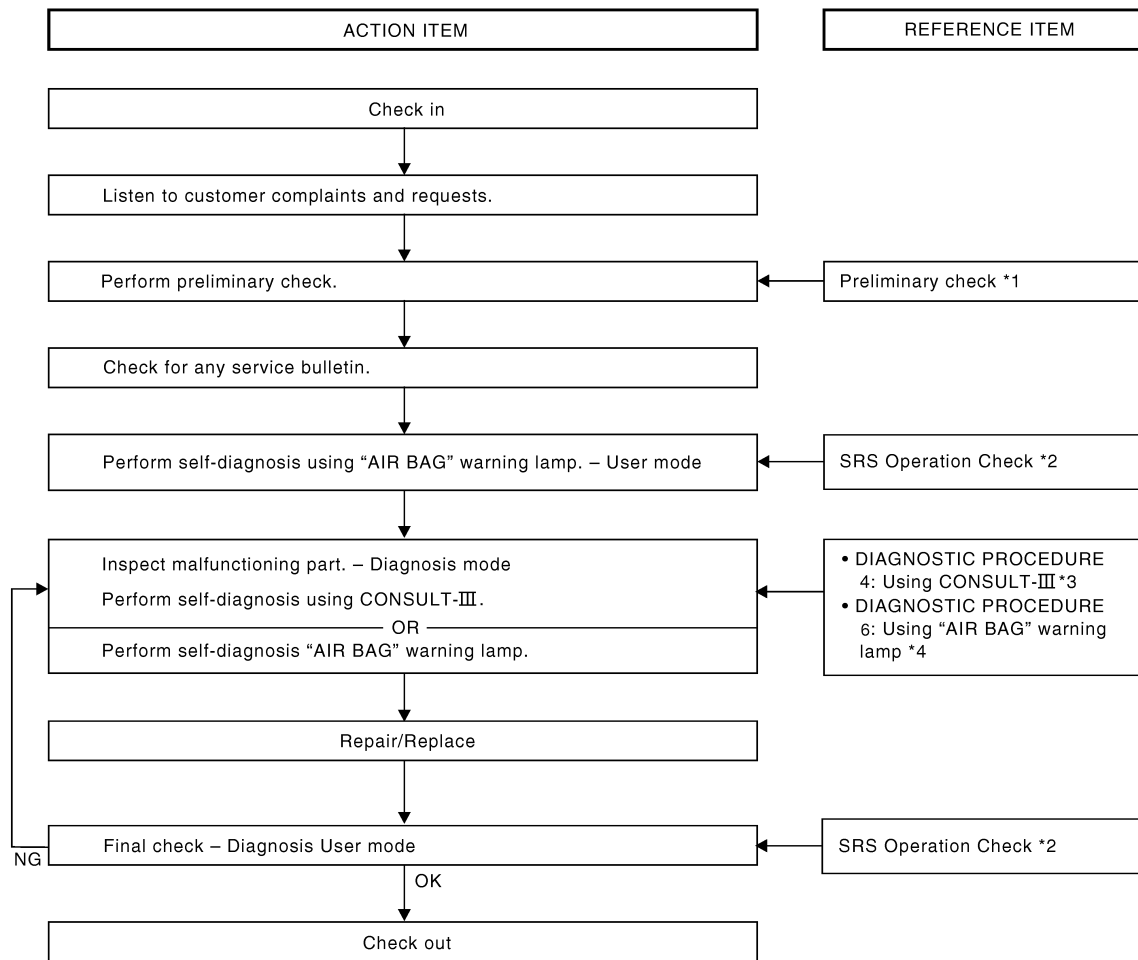 ACTION ITEM
REFERENCE ITEM
Check in
Listen to customer complaints and requests.
Perform preliminary check.
Preliminary check *1
Check for any service bulletin.
Perform self-diagnosis using “AIR BAG” warning lamp. – User mode
SRS Operation Check *2
Inspect malfunctioning part. – Diagnosis mode
Perform self-diagnosis using CONSULT-III.
OR
Perform self-diagnosis “AIR BAG” warning lamp.
• DIAGNOSTIC PROCEDURE
4: Using CONSULT-III *3
• DIAGNOSTIC PROCEDURE
6: Using “AIR BAG” warning
lamp *4
Repair/Replace
Final check – Diagnosis User mode
SRS Operation Check *2
NG
OK
Check out